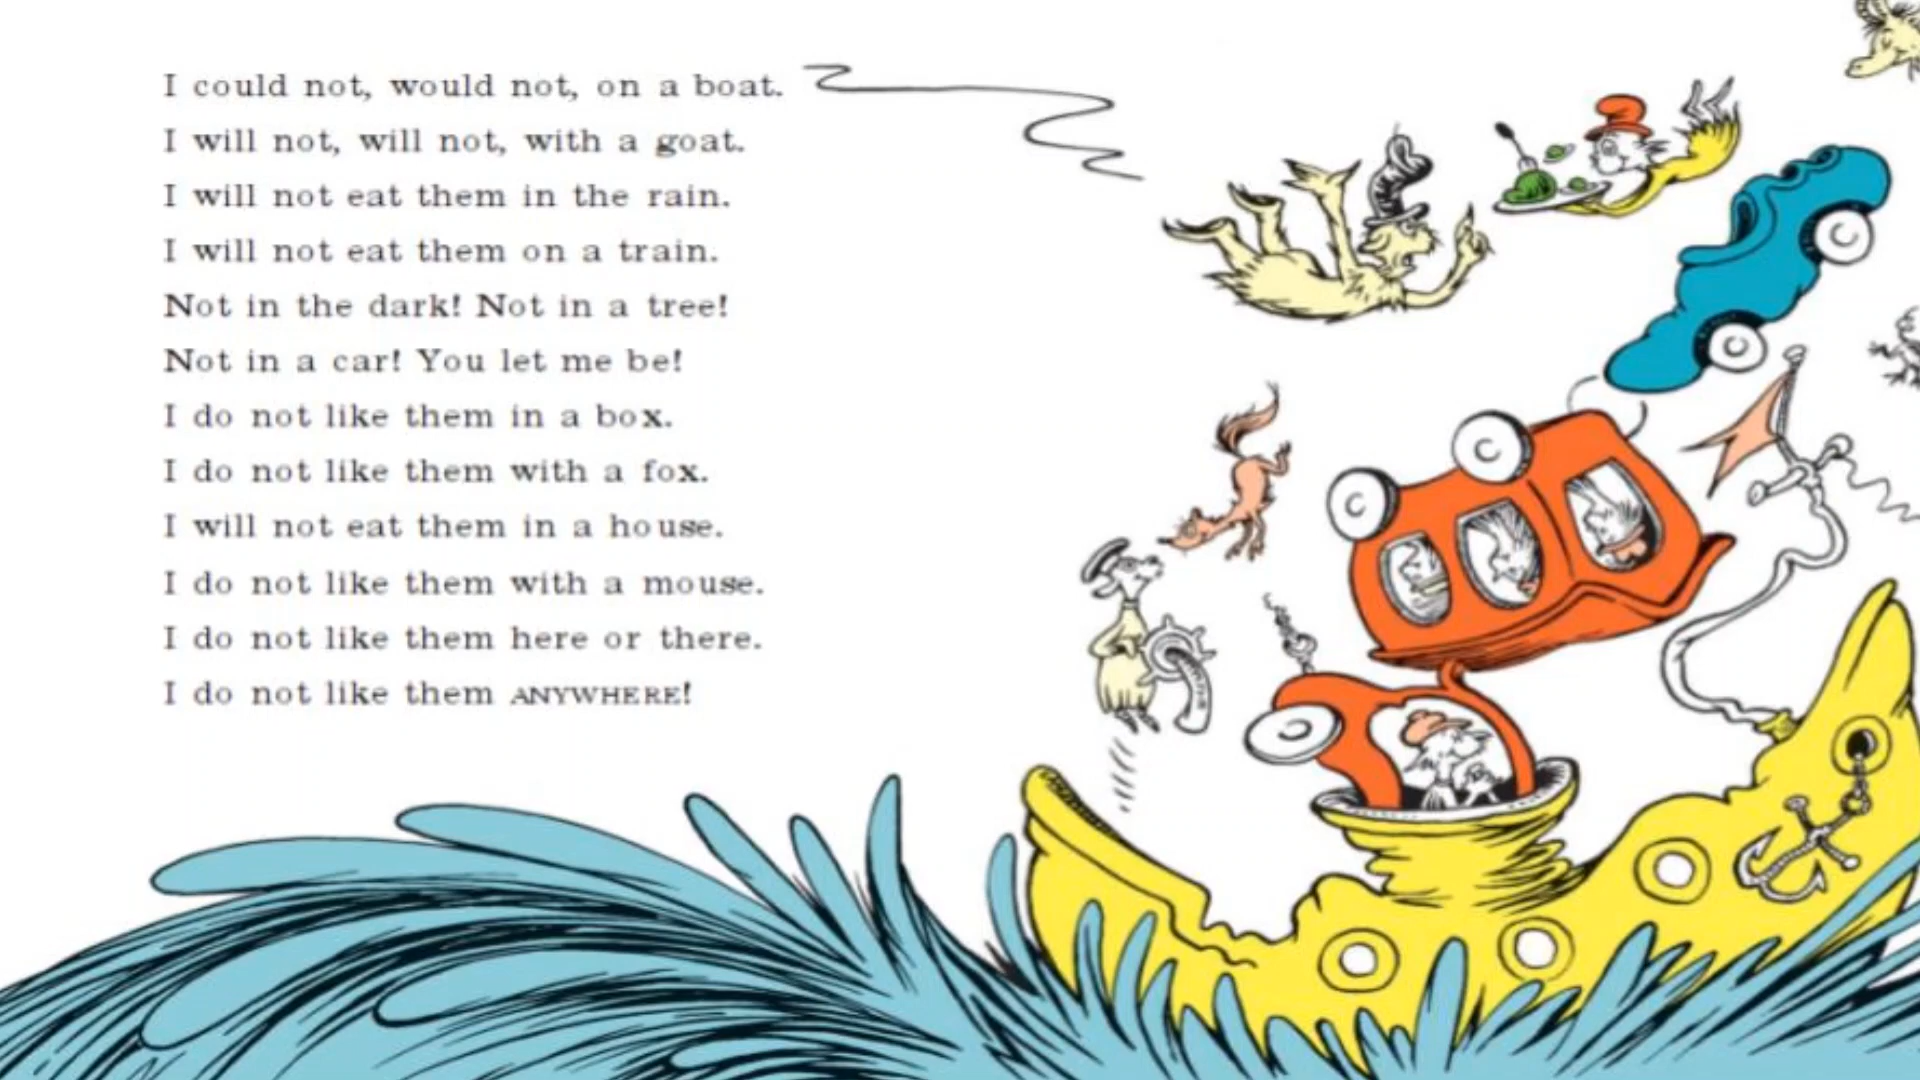 I could not, would not, on a boat.
I will not, will not, with a goat.
I will not eat them in the rain.
I will not eat them on a train.
Not in the dark! Not in a tree!
Not in a car! You let me be!
I do not like them in a box.
I do not like them with a fox.
I will not eat them in a house.
I do not like them with a mouse.
I do not like them here or there.
I do not like them ANYWHERE!